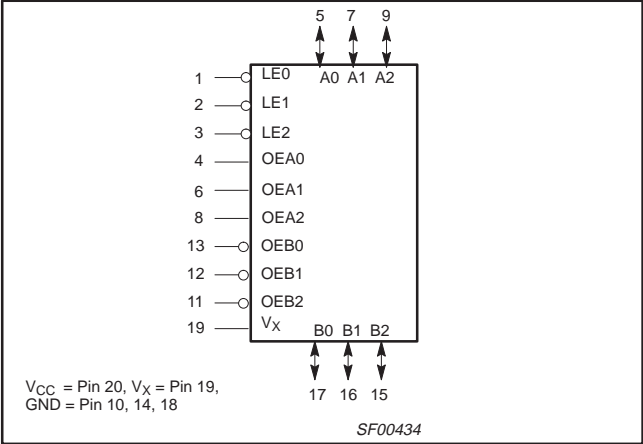 5 7 9
A0 A1 A2
1 LE0
2 LE1
3 LE2
4 OEA0
6 OEA1
8 OEA2
13 OEB0
12 OEB1
11 OEB2
19 VX
B0 B1 B2
17 16 15
VCC = Pin 20, VX = Pin 19,
GND = Pin 10, 14, 18
SF00434